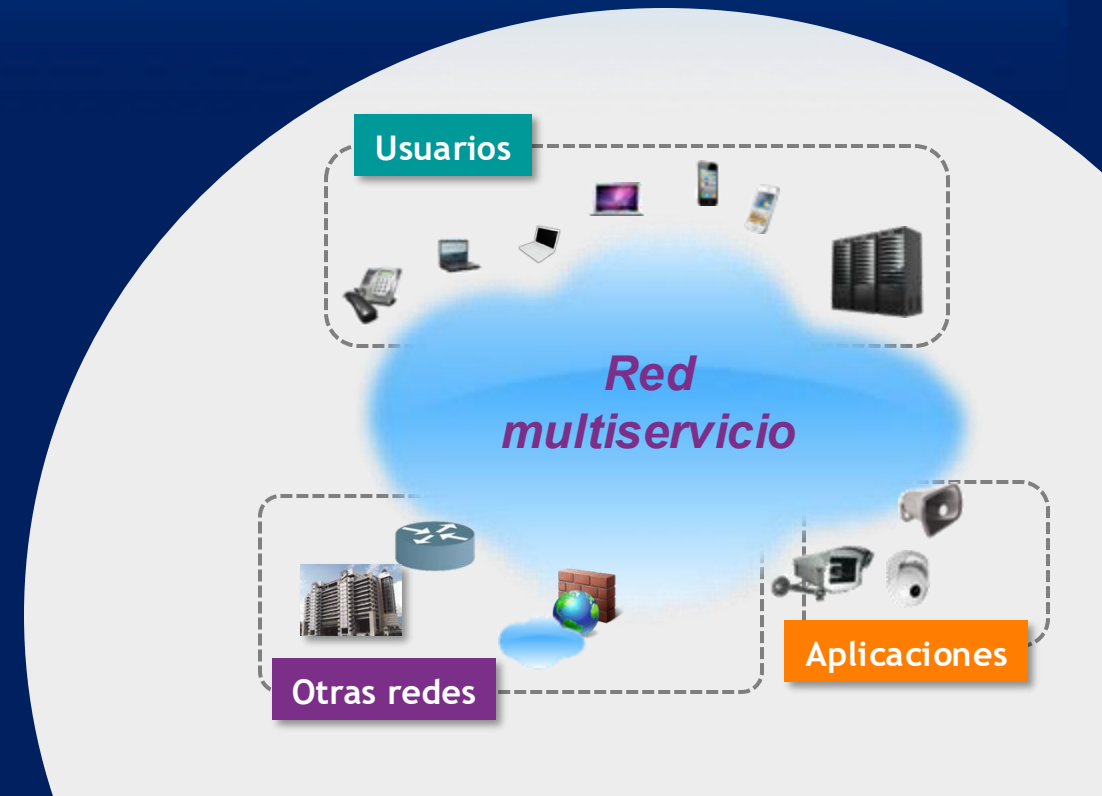 Usuarios
Red
multiservicio
Aplicaciones
Otras redes